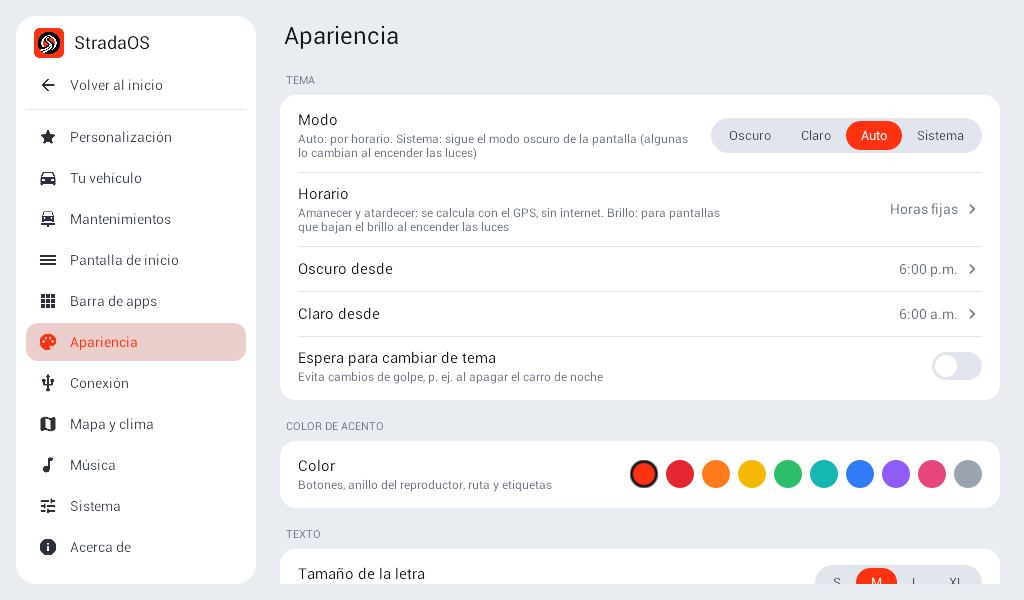 StradaOS
Volver al inicio
Personalización
Tu vehículo
Mantenimientos
Pantalla de inicio
Barra de apps
Apariencia
Conexión
Mapa y clima
Música
Sistema
Acerca de
Apariencia
TEMA
Modo
Auto: por horario. Sistema: sigue el modo oscuro de la pantalla (algunas
lo cambian al encender las luces)
Oscuro Claro Auto Sistema
Horario
Amanecer y atardecer: se calcula con el GPS, sin internet. Brillo: para pantallas
que bajan el brillo al encender las luces
Horas fijas
Oscuro desde
6:00 p.m.
Claro desde
6:00 a.m.
Espera para cambiar de tema
Evita cambios de golpe, p. ej. al apagar el carro de noche
COLOR DE ACENTO
Color
Botones, anillo del reproductor, ruta y etiquetas
TEXTO
Tamaño de la letra
S M L XL